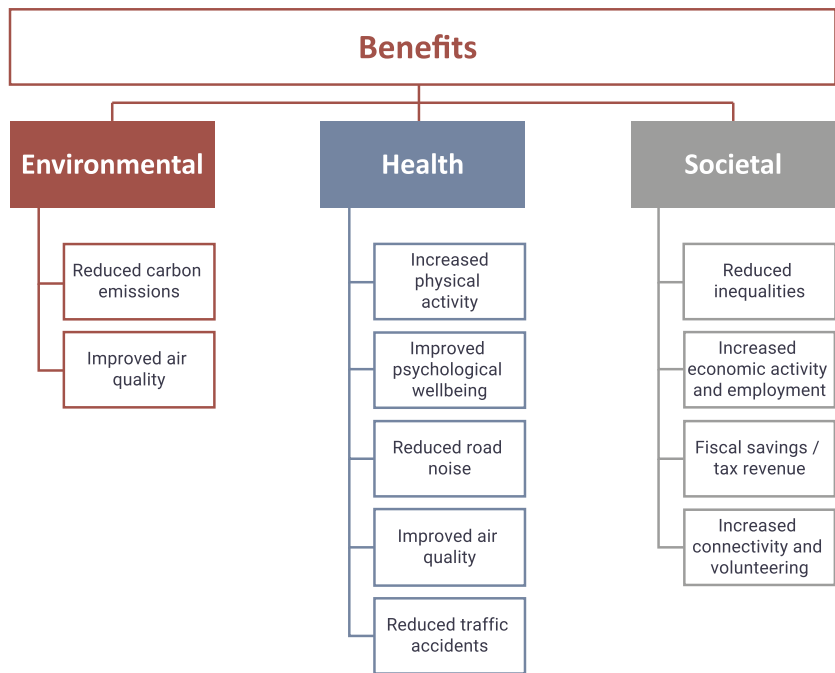 Benefits
Environmental
Reduced carbon
emissions
Improved air
quality
Health
Increased
physical
activity
Improved
psychological
wellbeing
Reduced road
noise
Improved air
quality
Reduced traffic
accidents
Societal
Reduced
inequalities
Increased
economic activity
and employment
Fiscal savings /
tax revenue
Increased
connectivity and
volunteering